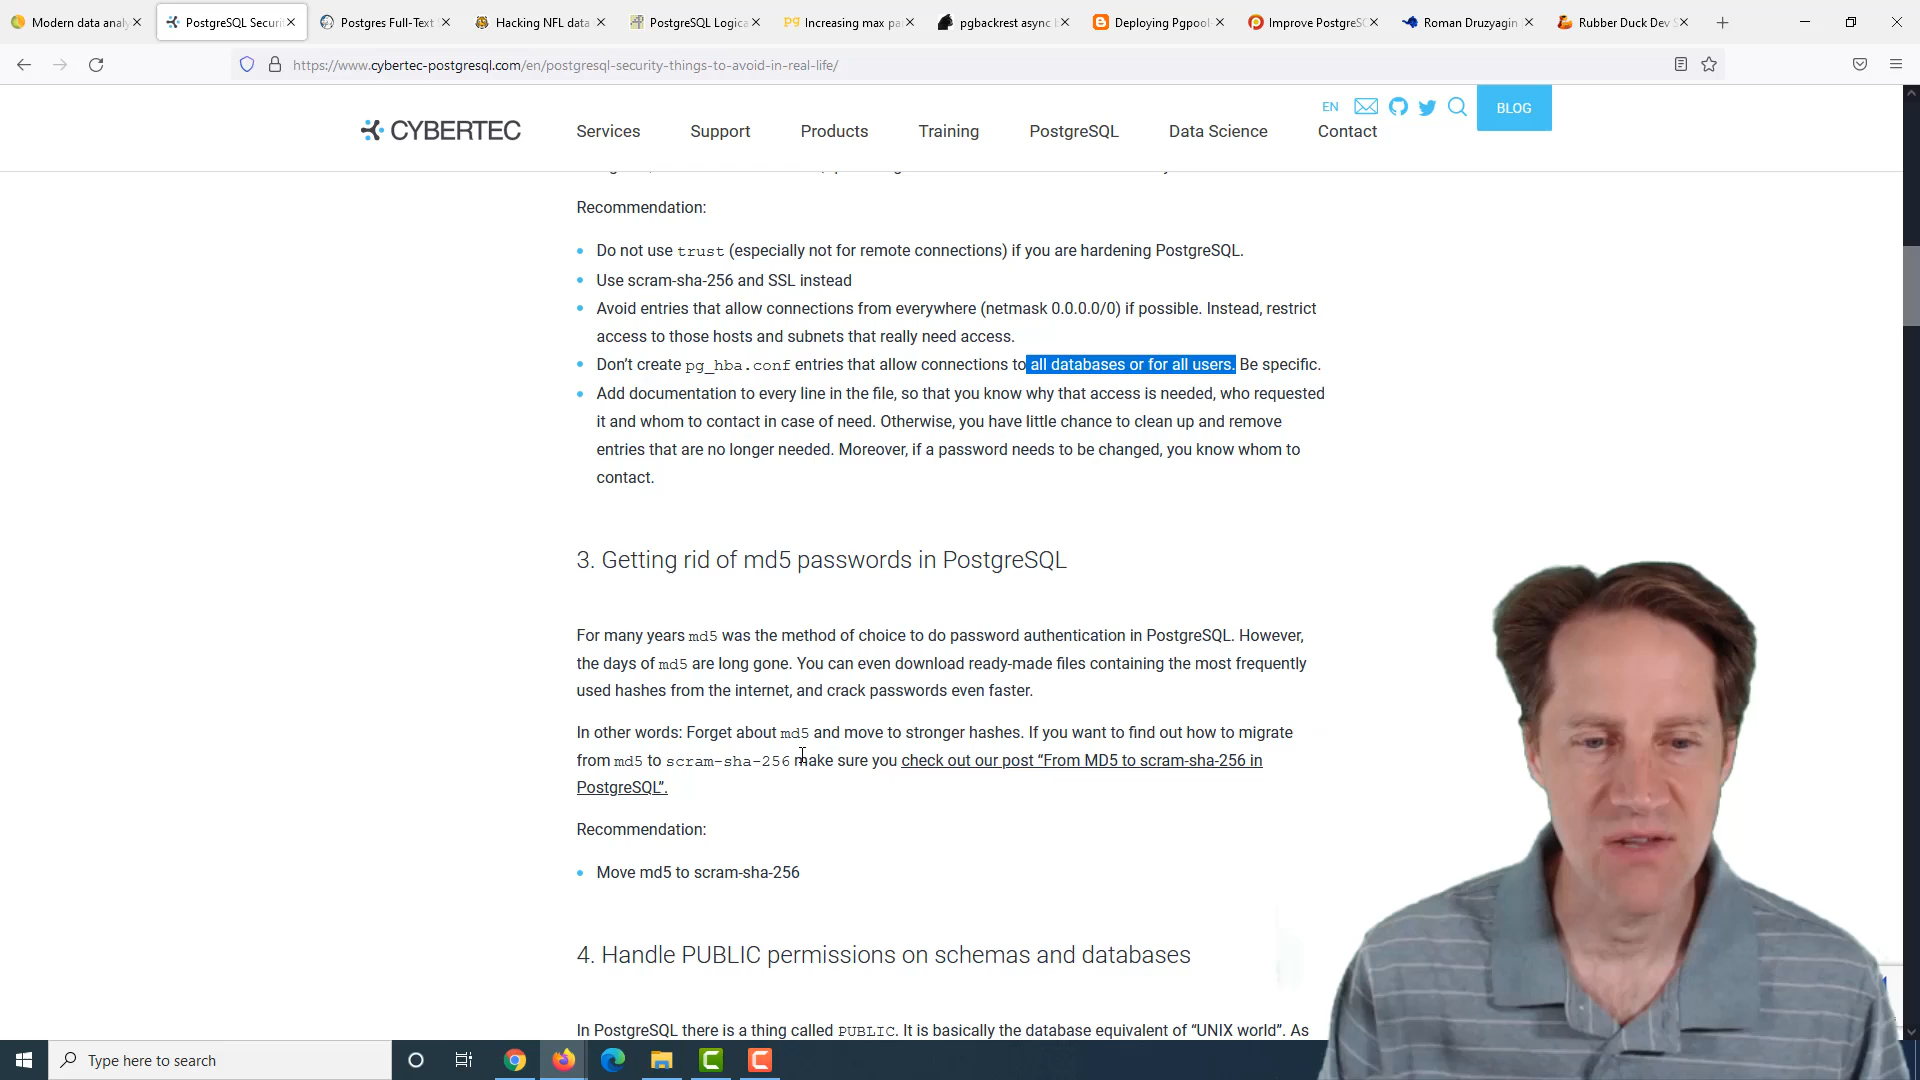 Modern data analy
PostgreSQL Securi
Postgres Full-Text
Hacking NFL data
PostgreSQL Logica
Increasing max pa
pgbackrest async
Deploying Pgpool-
Improve PostgreSQ
Roman Druzyagin
Rubber Duck Dev S
https://www.cybertec-postgresql.com/en/postgresql-security-things-to-avoid-in-real-life/
EN
BLOG
CYBERTEC
Services
Support
Products
Training
PostgreSQL
Data Science
Contact
Recommendation:
Do not use trust (especially not for remote connections) if you are hardening PostgreSQL.
Use scram-sha-256 and SSL instead
Avoid entries that allow connections from everywhere (netmask 0.0.0.0/0) if possible. Instead, restrict
access to those hosts and subnets that really need access.
Don’t create pg_hba.conf entries that allow connections to all databases or for all users. Be specific.
Add documentation to every line in the file, so that you know why that access is needed, who requested
it and whom to contact in case of need. Otherwise, you have little chance to clean up and remove
entries that are no longer needed. Moreover, if a password needs to be changed, you know whom to
contact.
3. Getting rid of md5 passwords in PostgreSQL
For many years md5 was the method of choice to do password authentication in PostgreSQL. However,
the days of md5 are long gone. You can even download ready-made files containing the most frequently
used hashes from the internet, and crack passwords even faster.
In other words: Forget about md5 and move to stronger hashes. If you want to find out how to migrate
from md5 to scram-sha-256 make sure you check out our post “From MD5 to scram-sha-256 in
PostgreSQL”.
Recommendation:
Move md5 to scram-sha-256
4. Handle PUBLIC permissions on schemas and databases
In PostgreSQL there is a thing called PUBLIC. It is basically the database equivalent of “UNIX world”. As
Type here to search